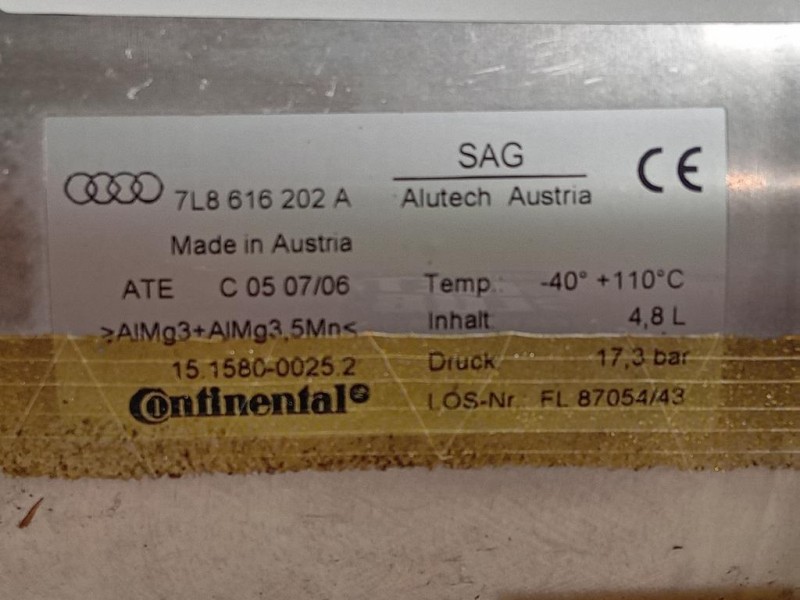 SAG
CE
7L8 616 202 A
Alutech Austria
Made in Austria
ATE C 05 07/06
Temp.: -40° +110°C
>AlMg3+AlMg3,5Mn<
Inhalt 4,8 L
15.1580-0025.2
Druck 17,3 bar
Continental
LOS-Nr. FL 87054/43